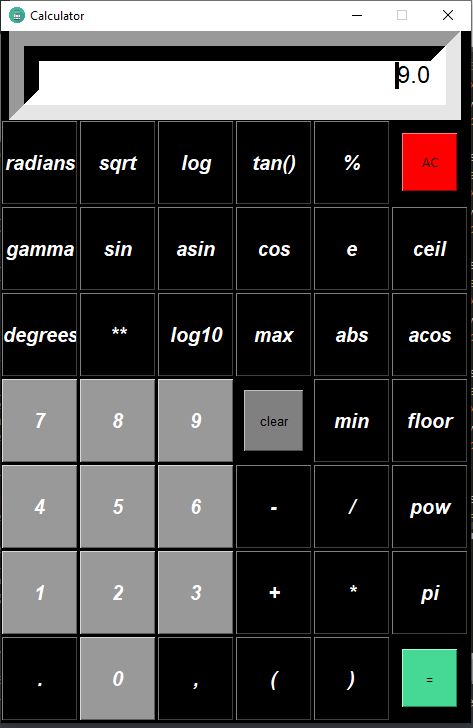 Calculator
9.0
radians sqrt log tan() % AC
gamma sin asin cos e ceil
degrees ** log10 max abs acos
7 8 9 clear min floor
4 5 6 - / pow
1 2 3 + * pi
. 0 , ( ) =